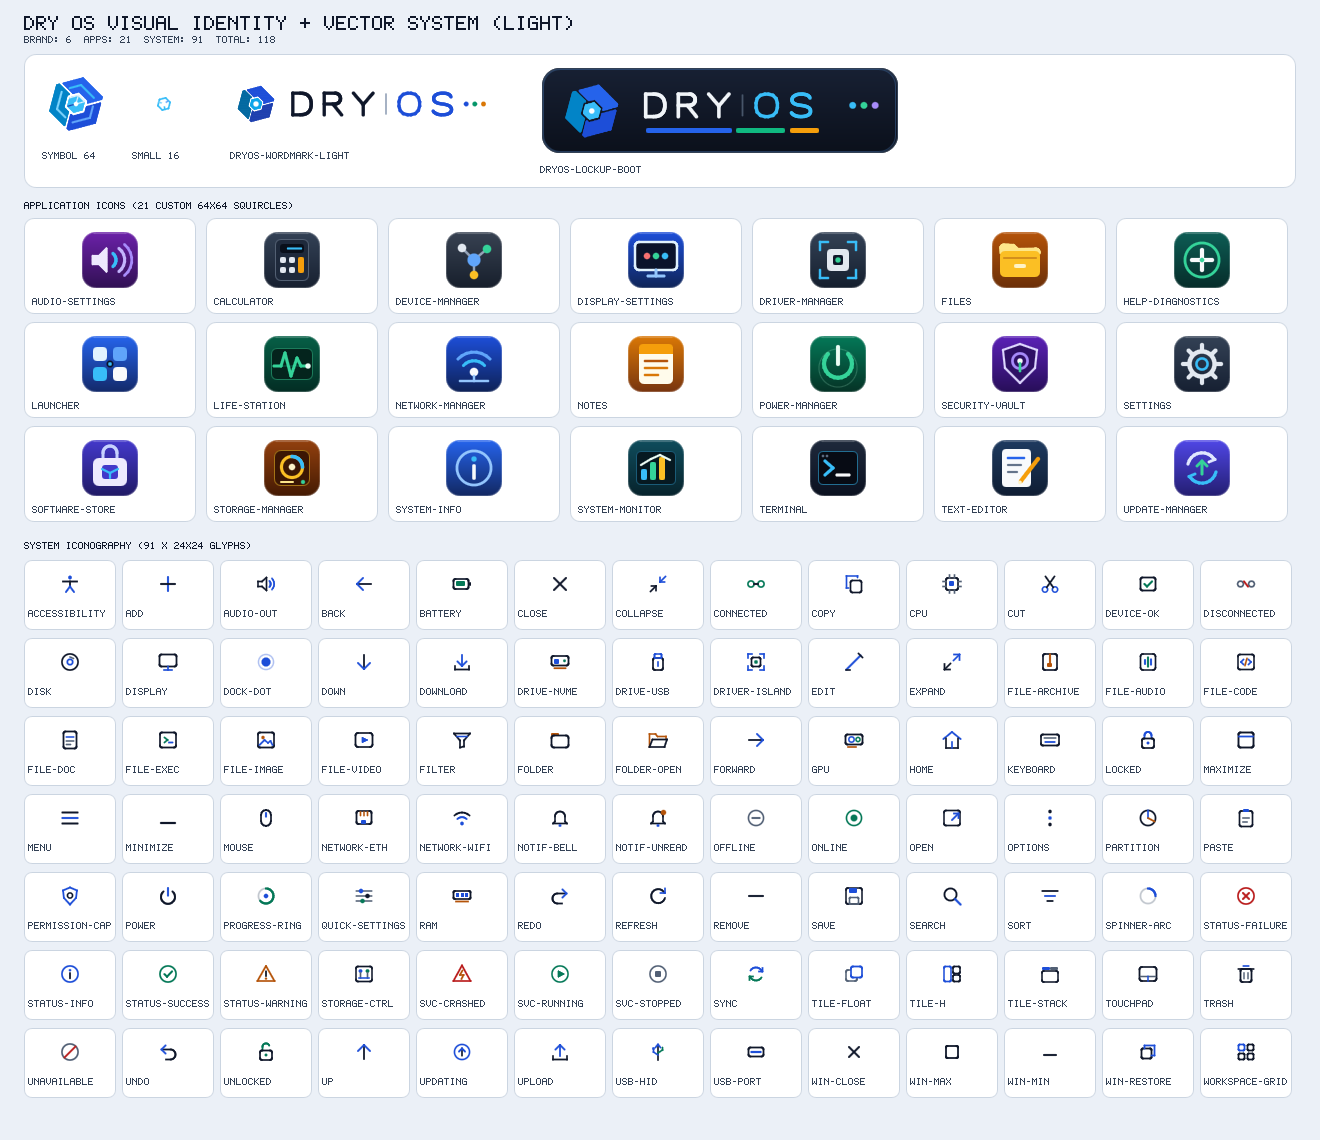 DRY OS VISUAL IDENTITY + VECTOR SYSTEM (LIGHT)
BRAND: 6  APPS: 21  SYSTEM: 91  TOTAL: 118
DRY|OS
DRY|OS
SYMBOL 64  SMALL 16  DRYOS-WORDMARK-LIGHT
DRYOS-LOCKUP-BOOT
APPLICATION ICONS (21 CUSTOM 64X64 SQUIRCLES)
AUDIO-SETTINGS  CALCULATOR  DEVICE-MANAGER  DISPLAY-SETTINGS  DRIVER-MANAGER  FILES  HELP-DIAGNOSTICS
LAUNCHER  LIFE-STATION  NETWORK-MANAGER  NOTES  POWER-MANAGER  SECURITY-VAULT  SETTINGS
SOFTWARE-STORE  STORAGE-MANAGER  SYSTEM-INFO  SYSTEM-MONITOR  TERMINAL  TEXT-EDITOR  UPDATE-MANAGER
SYSTEM ICONOGRAPHY (91 X 24X24 GLYPHS)
ACCESSIBILITY  ADD  AUDIO-OUT  BACK  BATTERY  CLOSE  COLLAPSE  CONNECTED  COPY  CPU  CUT  DEVICE-OK  DISCONNECTED
DISK  DISPLAY  DOCK-DOT  DOWN  DOWNLOAD  DRIVE-NVME  DRIVE-USB  DRIVER-ISLAND  EDIT  EXPAND  FILE-ARCHIVE  FILE-AUDIO  FILE-CODE
FILE-DOC  FILE-EXEC  FILE-IMAGE  FILE-VIDEO  FILTER  FOLDER  FOLDER-OPEN  FORWARD  GPU  HOME  KEYBOARD  LOCKED  MAXIMIZE
MENU  MINIMIZE  MOUSE  NETWORK-ETH  NETWORK-WIFI  NOTIF-BELL  NOTIF-UNREAD  OFFLINE  ONLINE  OPEN  OPTIONS  PARTITION  PASTE
PERMISSION-CAP  POWER  PROGRESS-RING  QUICK-SETTINGS  RAM  REDO  REFRESH  REMOVE  SAVE  SEARCH  SORT  SPINNER-ARC  STATUS-FAILURE
STATUS-INFO  STATUS-SUCCESS  STATUS-WARNING  STORAGE-CTRL  SVC-CRASHED  SVC-RUNNING  SVC-STOPPED  SYNC  TILE-FLOAT  TILE-H  TILE-STACK  TOUCHPAD  TRASH
UNAVAILABLE  UNDO  UNLOCKED  UP  UPDATING  UPLOAD  USB-HID  USB-PORT  WIN-CLOSE  WIN-MAX  WIN-MIN  WIN-RESTORE  WORKSPACE-GRID